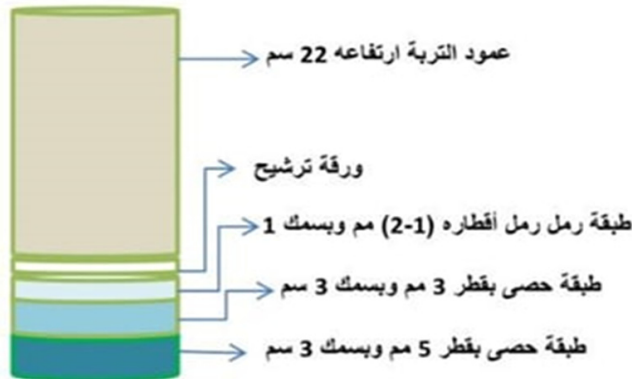 عمود التربة ارتفاعه 22 سم
ورقة ترشيح
طبقة رمل رمل أقطاره (1-2) مم وبسمك 1
طبقة حصى بقطر 3 مم وبسمك 3 سم
طبقة حصى بقطر 5 مم وبسمك 3 سم